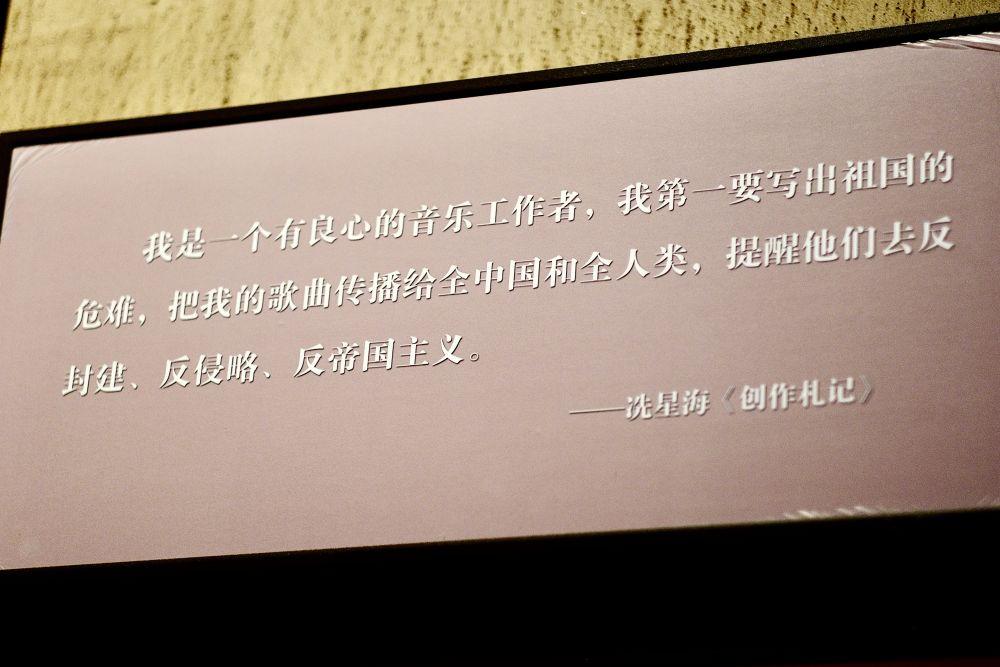 我是一个有良心的音乐工作者，我第一要写出祖国的
危难，把我的歌曲传播给全中国和全人类，提醒他们去反
封建、反侵略、反帝国主义。
——冼星海《创作札记》